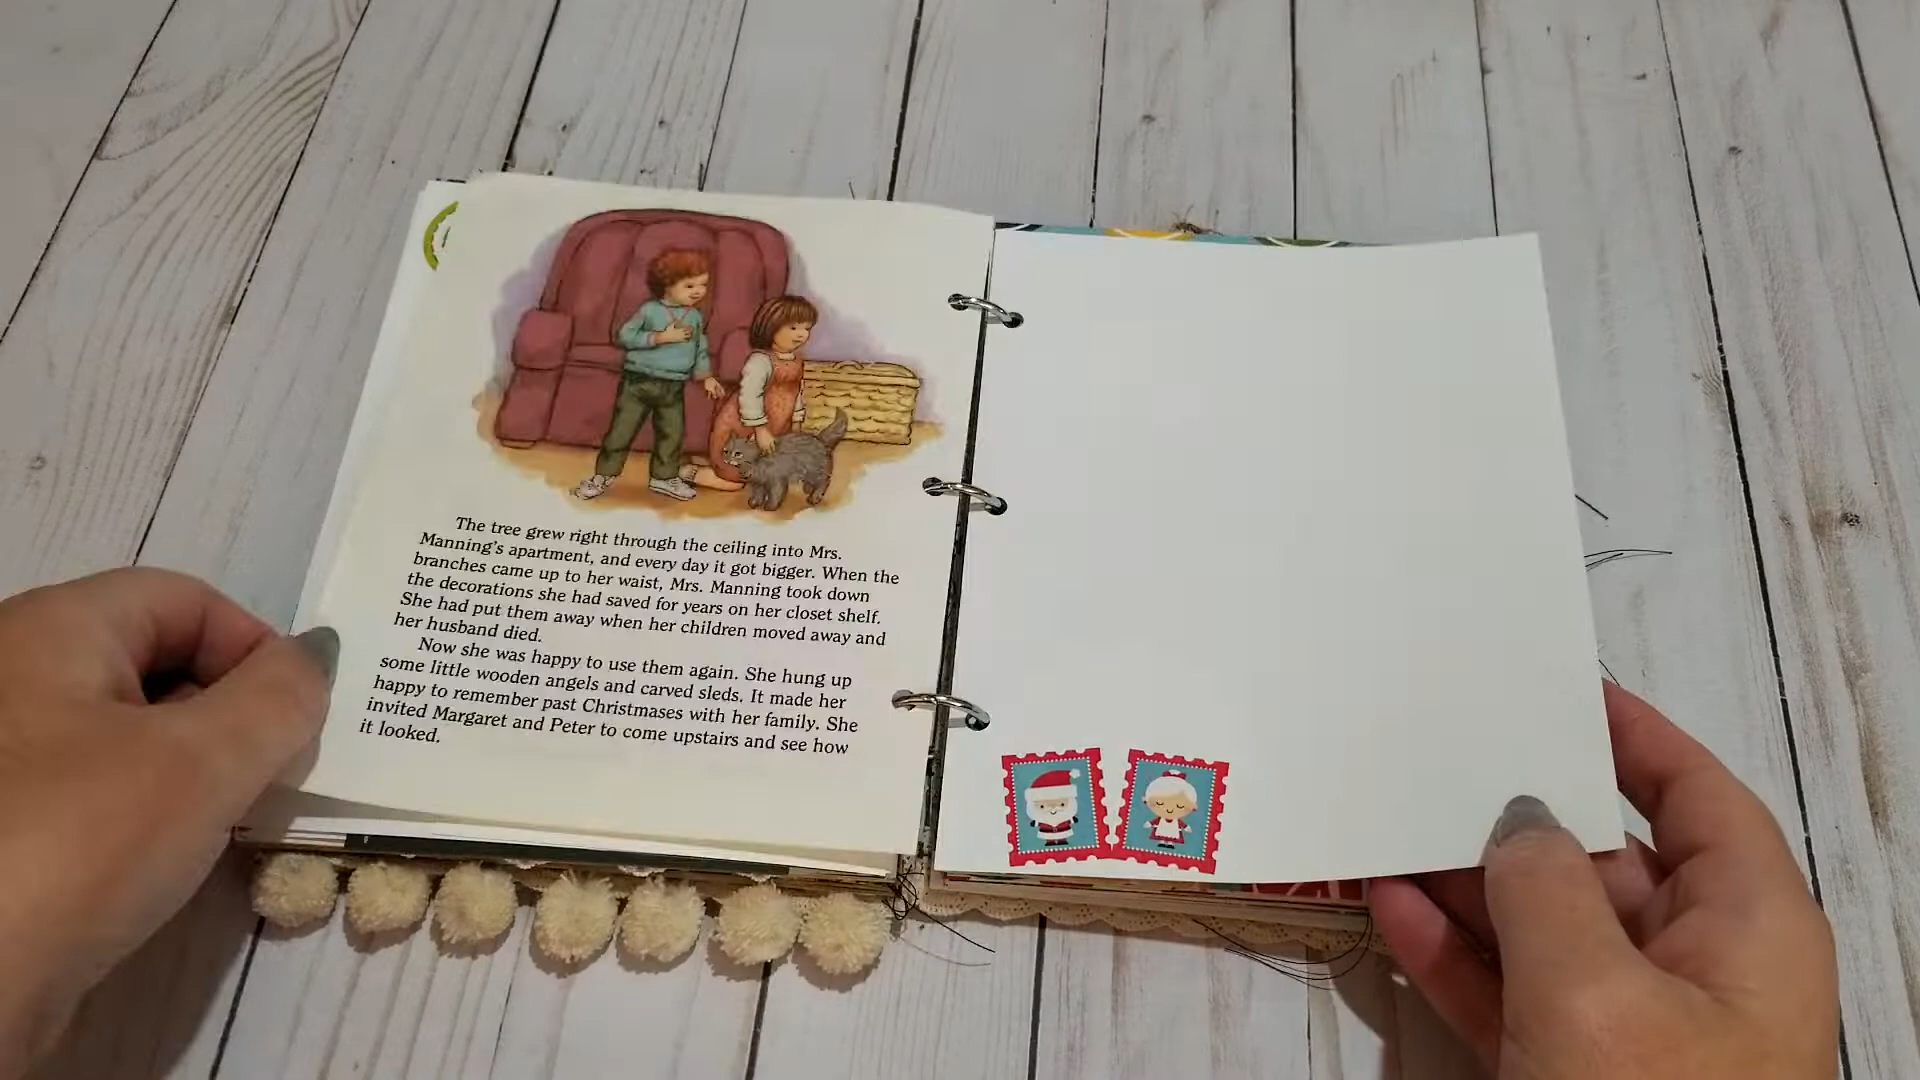 The tree grew right through the ceiling into Mrs.
Manning's apartment, and every day it got bigger. When the
branches came up to her waist, Mrs. Manning took down
the decorations she had saved for years on her closet shelf.
She had put them away when her children moved away and
her husband died.
Now she was happy to use them again. She hung up
some little wooden angels and carved sleds. It made her
happy to remember past Christmases with her family. She
invited Margaret and Peter to come upstairs and see how
it looked.